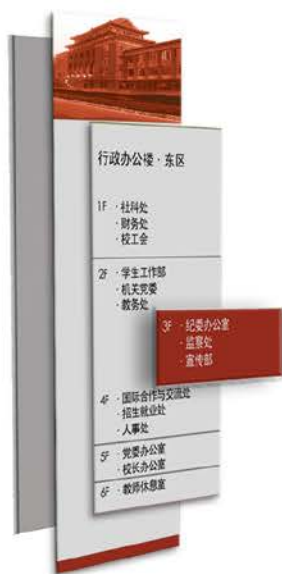 行政办公楼·东区
1F ·社科处
·财务处
·校工会
2F ·学生工作部
·机关党委
·教务处
3F ·纪委办公室
·监察处
·宣传部
4F ·国际合作与交流处
·招生就业处
·人事处
5F ·党委办公室
校长办公室
6F ·教师休息室